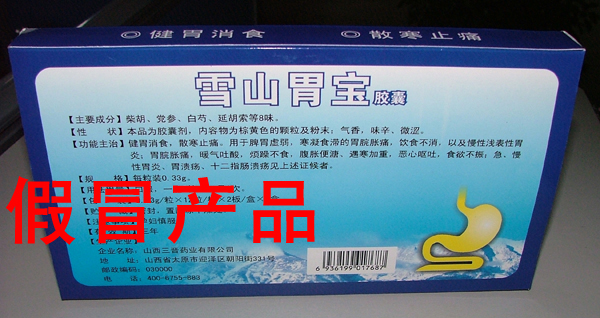 ◎健胃消食 ◎散寒止痛
雪山胃宝胶囊
【主要成分】柴胡、党参、白芍、延胡索等8味。
【性 状】本品为胶囊剂，内容物为棕黄色的颗粒及粉末；气香，味辛、微涩。
【功能主治】健胃消食，散寒止痛。用于脾胃虚弱，寒凝食滞的胃脘胀痛，饮食不消，以及慢性浅表性胃
炎；胃脘胀痛，嗳气吐酸，烦躁不食，腹胀便溏、遇寒加重，恶心呕吐，食欲不振；急、慢
性胃炎、胃溃疡、十二指肠溃疡见上述证候者。
【规 格】每粒装0.33g。
假冒产品
三年
企业名称：山西三晋药业有限公司
地 址：山西省太原市迎泽区朝阳街331号
邮政编码：030000
电 话：400-6755-883
6 936199 017687